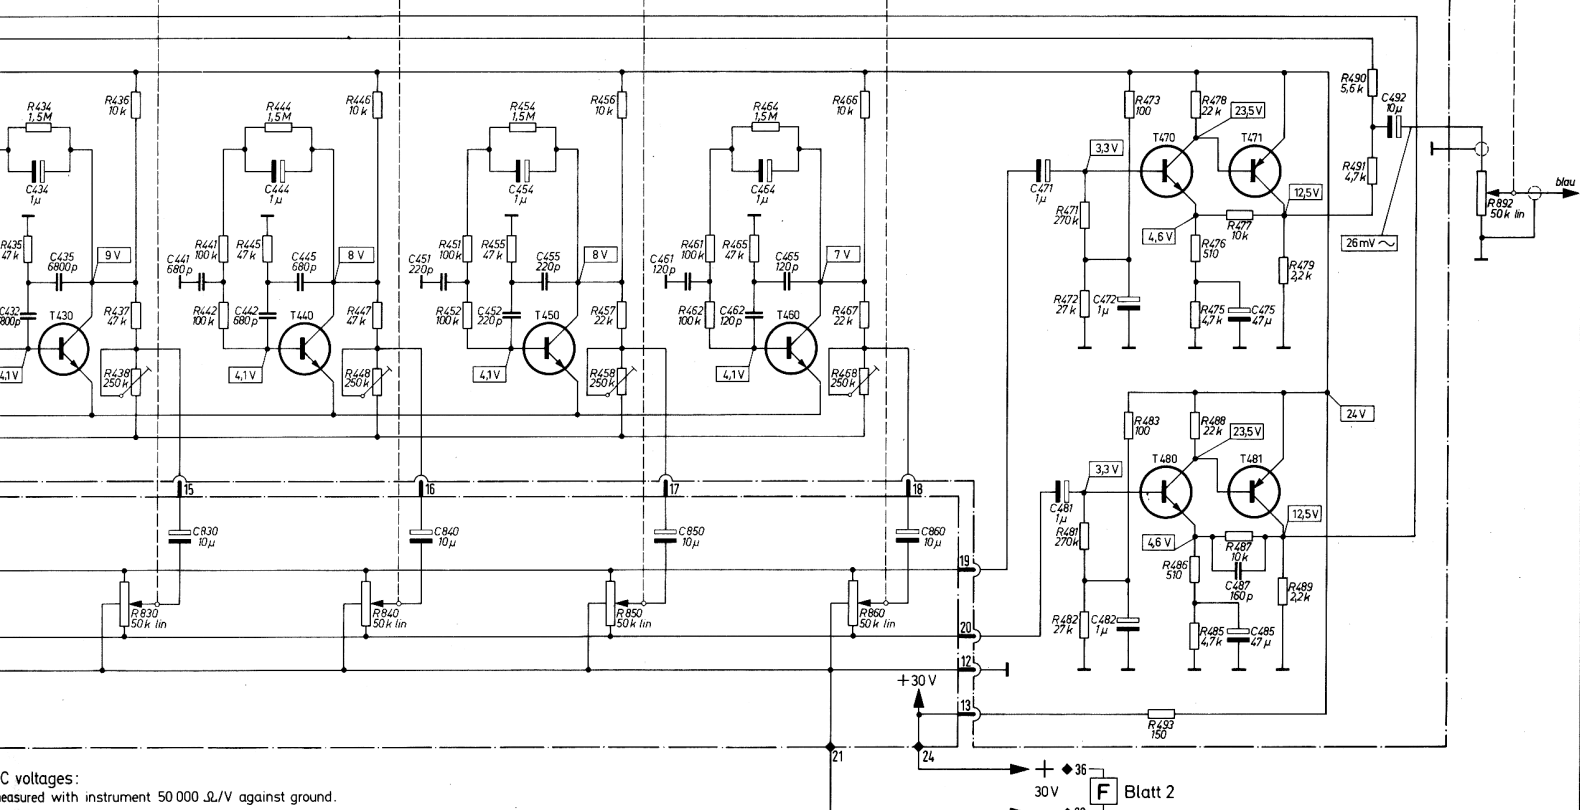 R434
1,5M
C434
1µ
R435
47k
C435
6800p
9V
R436
10k
R437
47k
C432
T430
4,1V
R438
250k
R444
1,5M
C444
1µ
R441
100k
R445
47k
C441
680p
C445
680p
8V
R446
10k
R442
100k
C442
680p
T440
R447
47k
4,1V
R448
250k
R454
1,5M
C454
1µ
R451
100k
R455
47k
C451
220p
C455
220p
8V
R456
10k
R452
100k
C452
220p
T450
R457
22k
4,1V
R458
250k
R464
1,5M
C464
1µ
R461
100k
R465
47k
C461
120p
C465
120p
7V
R466
10k
R462
100k
C462
120p
T460
R467
22k
4,1V
R468
250k
R473
100
R478
22k
23,5V
T470
T471
3,3V
C471
1µ
R471
270k
R472
27k
C472
1µ
4,6V
R476
510
R477
10k
12,5V
R475
4,7k
C475
47µ
R479
2,2k
R490
5,6k
C492
10µ
R491
4,7k
26mV ~
R892
50k lin
blau
R483
100
R488
22k
23,5V
24V
T480
T481
3,3V
C481
1µ
R481
270k
R482
27k
C482
1µ
4,6V
R486
510
R487
10k
C487
160p
12,5V
R485
4,7k
C485
47µ
R489
2,2k
15
16
17
18
C830
10µ
C840
10µ
C850
10µ
C860
10µ
19
R830
50k lin
R840
50k lin
R850
50k lin
R860
50k lin
20
12
+30V
13
R493
150
21
24
C voltages:
measured with instrument 50 000 Ω/V against ground.
+
30V
36
F
Blatt 2